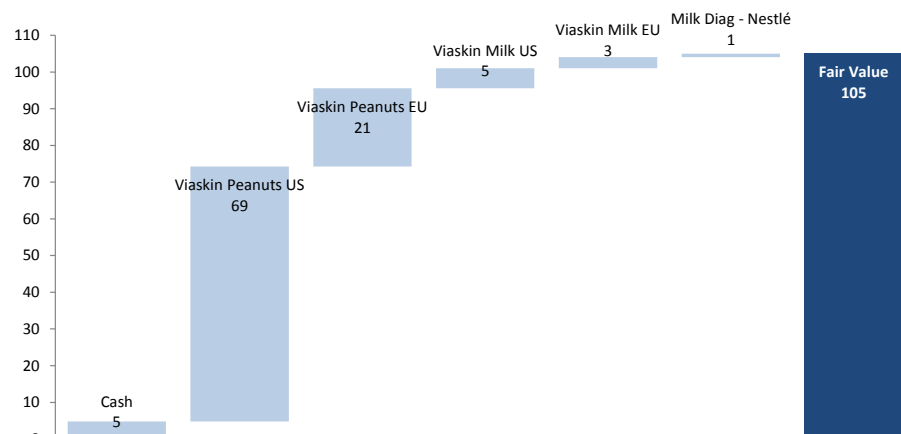 110
100
90
80
70
60
50
40
30
20
10
Cash
5
Viaskin Peanuts US
69
Viaskin Peanuts EU
21
Viaskin Milk US
5
Viaskin Milk EU
3
Milk Diag - Nestlé
1
Fair Value
105